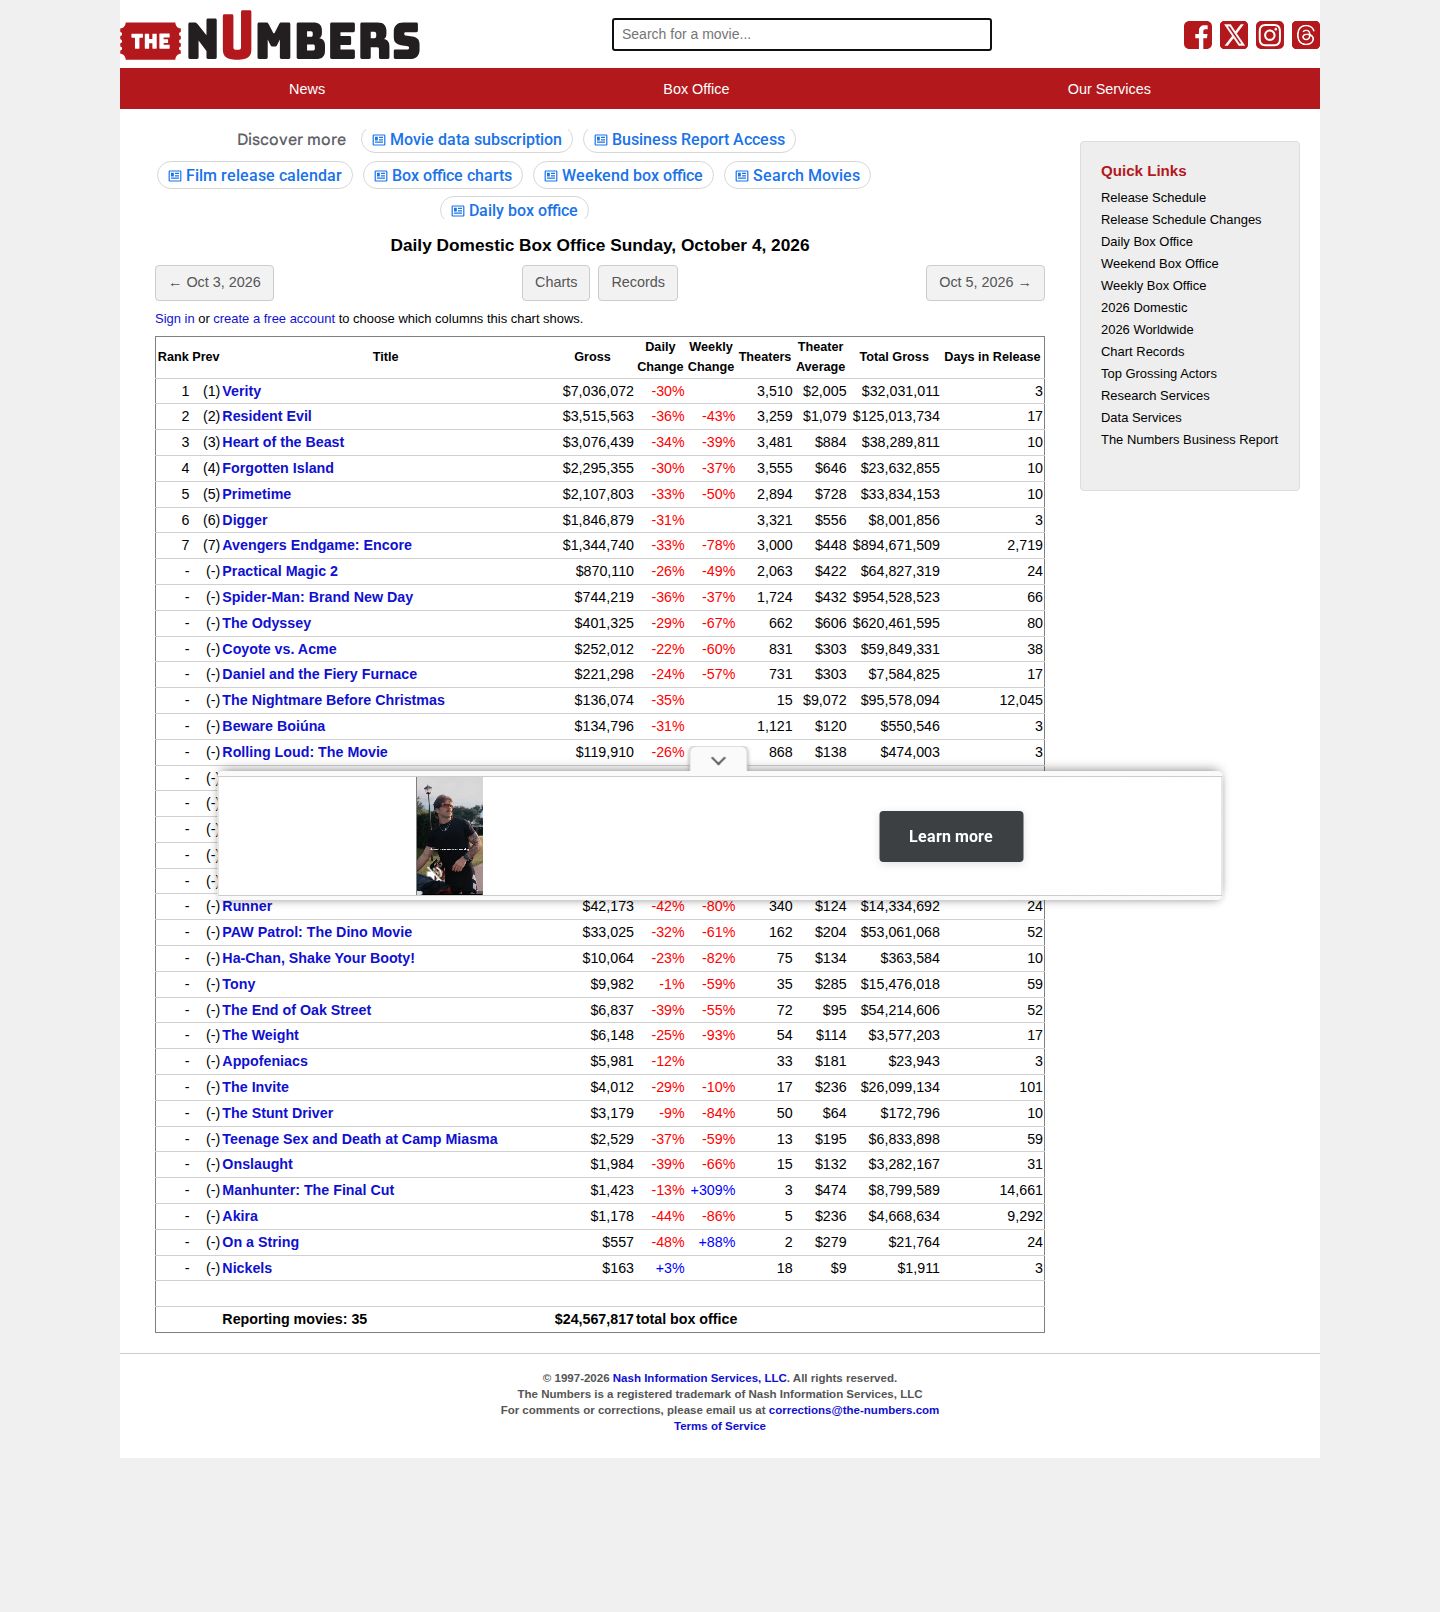 THE NUMBERS
Search for a movie...
News Box Office Our Services
Discover more Movie data subscription Business Report Access
Film release calendar Box office charts Weekend box office Search Movies
Daily box office
Quick Links
Release Schedule
Release Schedule Changes
Daily Box Office
Weekend Box Office
Weekly Box Office
2026 Domestic
2026 Worldwide
Chart Records
Top Grossing Actors
Research Services
Data Services
The Numbers Business Report
Daily Domestic Box Office Sunday, October 4, 2026
← Oct 3, 2026 Charts Records Oct 5, 2026 →
Sign in or create a free account to choose which columns this chart shows.
Rank Prev Title Gross Daily Change Weekly Change Theaters Theater Average Total Gross Days in Release
1 (1) Verity $7,036,072 -30% 3,510 $2,005 $32,031,011 3
2 (2) Resident Evil $3,515,563 -36% -43% 3,259 $1,079 $125,013,734 17
3 (3) Heart of the Beast $3,076,439 -34% -39% 3,481 $884 $38,289,811 10
4 (4) Forgotten Island $2,295,355 -30% -37% 3,555 $646 $23,632,855 10
5 (5) Primetime $2,107,803 -33% -50% 2,894 $728 $33,834,153 10
6 (6) Digger $1,846,879 -31% 3,321 $556 $8,001,856 3
7 (7) Avengers Endgame: Encore $1,344,740 -33% -78% 3,000 $448 $894,671,509 2,719
- (-) Practical Magic 2 $870,110 -26% -49% 2,063 $422 $64,827,319 24
- (-) Spider-Man: Brand New Day $744,219 -36% -37% 1,724 $432 $954,528,523 66
- (-) The Odyssey $401,325 -29% -67% 662 $606 $620,461,595 80
- (-) Coyote vs. Acme $252,012 -22% -60% 831 $303 $59,849,331 38
- (-) Daniel and the Fiery Furnace $221,298 -24% -57% 731 $303 $7,584,825 17
- (-) The Nightmare Before Christmas $136,074 -35% 15 $9,072 $95,578,094 12,045
- (-) Beware Boiúna $134,796 -31% 1,121 $120 $550,546 3
- (-) Rolling Loud: The Movie $119,910 -26% 868 $138 $474,003 3
- (-)
- (-)
- (-)
- (-)
- (-)
Learn more
- (-) Runner $42,173 -42% -80% 340 $124 $14,334,692 24
- (-) PAW Patrol: The Dino Movie $33,025 -32% -61% 162 $204 $53,061,068 52
- (-) Ha-Chan, Shake Your Booty! $10,064 -23% -82% 75 $134 $363,584 10
- (-) Tony $9,982 -1% -59% 35 $285 $15,476,018 59
- (-) The End of Oak Street $6,837 -39% -55% 72 $95 $54,214,606 52
- (-) The Weight $6,148 -25% -93% 54 $114 $3,577,203 17
- (-) Appofeniacs $5,981 -12% 33 $181 $23,943 3
- (-) The Invite $4,012 -29% -10% 17 $236 $26,099,134 101
- (-) The Stunt Driver $3,179 -9% -84% 50 $64 $172,796 10
- (-) Teenage Sex and Death at Camp Miasma $2,529 -37% -59% 13 $195 $6,833,898 59
- (-) Onslaught $1,984 -39% -66% 15 $132 $3,282,167 31
- (-) Manhunter: The Final Cut $1,423 -13% +309% 3 $474 $8,799,589 14,661
- (-) Akira $1,178 -44% -86% 5 $236 $4,668,634 9,292
- (-) On a String $557 -48% +88% 2 $279 $21,764 24
- (-) Nickels $163 +3% 18 $9 $1,911 3
Reporting movies: 35 $24,567,817 total box office
© 1997-2026 Nash Information Services, LLC. All rights reserved.
The Numbers is a registered trademark of Nash Information Services, LLC
For comments or corrections, please email us at corrections@the-numbers.com
Terms of Service